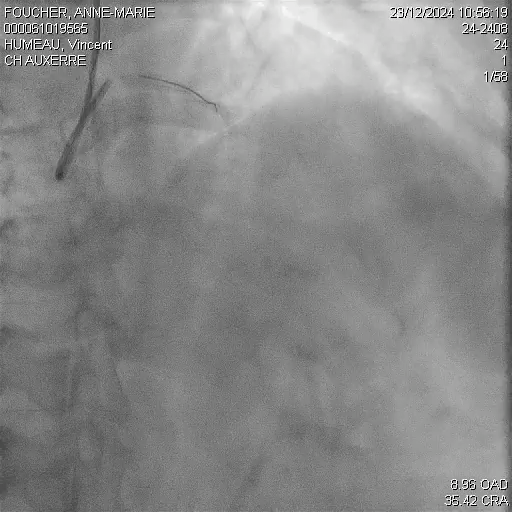 FOUCHER, ANNE-MARIE
000061019565
HUMEAU, Vincent
CH AUXERRE
23/12/2024 10:56:19
24-2408
24
1
1/58
8.96 OAD
35.42 CRA